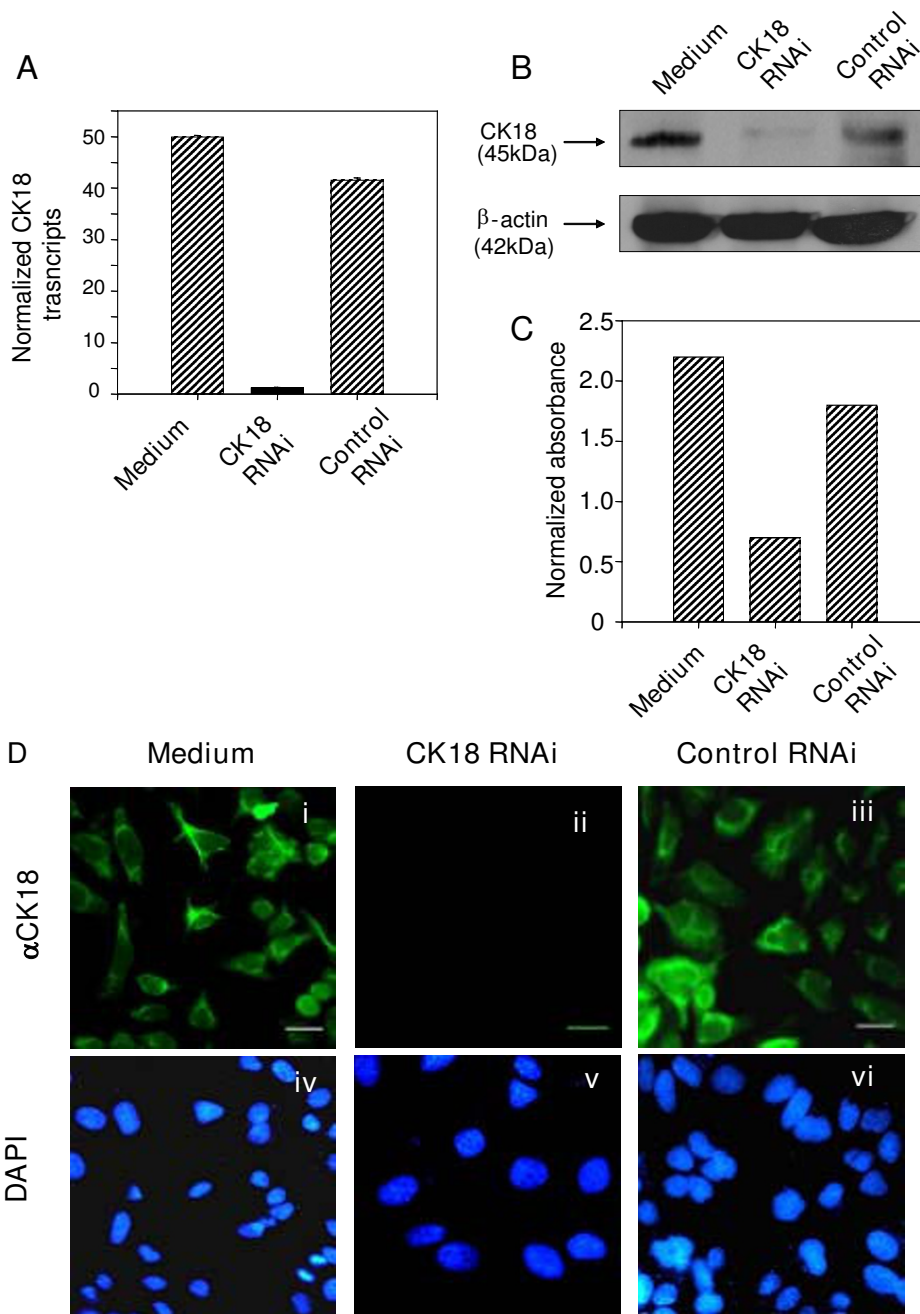 A
Normalized CK18
trasncripts
50
40
30
20
10
0
Medium
CK18
RNAi
Control
RNAi
B
Medium
CK18
RNAi
Control
RNAi
CK18
(45kDa)
β-actin
(42kDa)
C
Normalized absorbance
2.5
2.0
1.5
1.0
0.5
0
Medium
CK18
RNAi
Control
RNAi
D
Medium
CK18 RNAi
Control RNAi
αCK18
i
ii
iii
DAPI
iv
v
vi